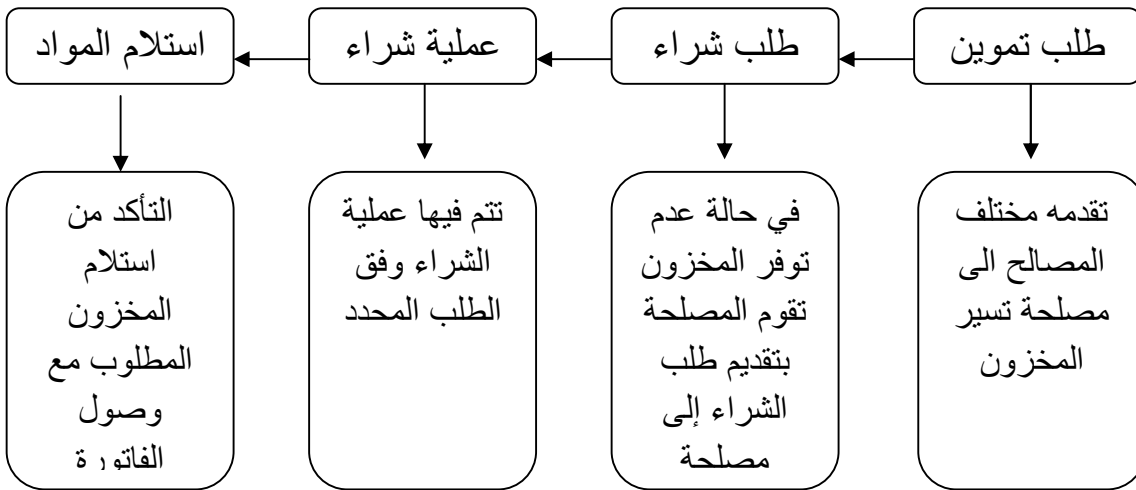 طلب تموين
طلب شراء
عملية شراء
استلام المواد
تقدمه مختلف
المصالح الى
مصلحة تسير
المخزون
في حالة عدم
توفر المخزون
تقوم المصلحة
بتقديم طلب
الشراء إلى
مصلحة
تتم فيها عملية
الشراء وفق
الطلب المحدد
التأكد من
استلام
المخزون
المطلوب مع
وصول
الفاتورة